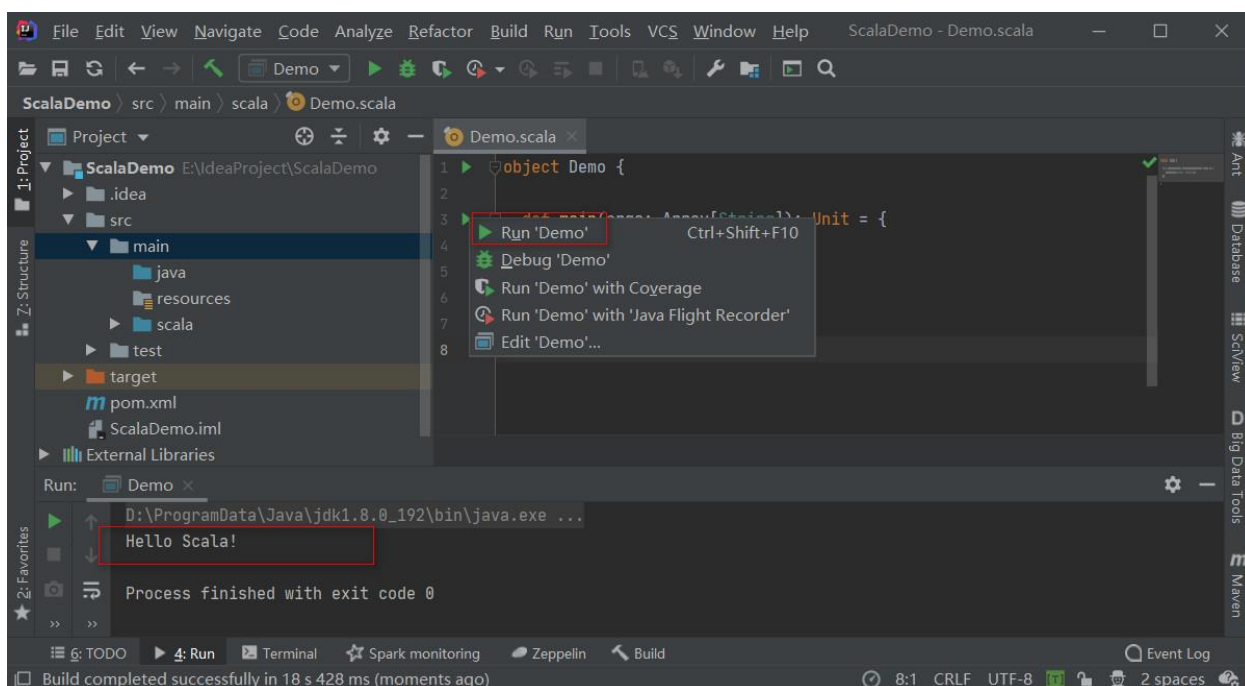 File Edit View Navigate Code Analyze Refactor Build Run Tools VCS Window Help ScalaDemo - Demo.scala
Demo
ScalaDemo src main scala Demo.scala
Project
Demo.scala
ScalaDemo E:\IdeaProject\ScalaDemo
.idea
src
main
java
resources
scala
test
target
pom.xml
ScalaDemo.iml
External Libraries
1 object Demo {
2
3 def main(args: Array[String]): Unit = {
4
5
6
7
8
Run 'Demo' Ctrl+Shift+F10
Debug 'Demo'
Run 'Demo' with Coverage
Run 'Demo' with 'Java Flight Recorder'
Edit 'Demo'...
1: Project
Z: Structure
2: Favorites
Ant
Database
SciView
D Big Data Tools
m Maven
Run: Demo
D:\ProgramData\Java\jdk1.8.0_192\bin\java.exe ...
Hello Scala!
Process finished with exit code 0
6: TODO 4: Run Terminal Spark monitoring Zeppelin Build Event Log
Build completed successfully in 18 s 428 ms (moments ago) 8:1 CRLF UTF-8 2 spaces